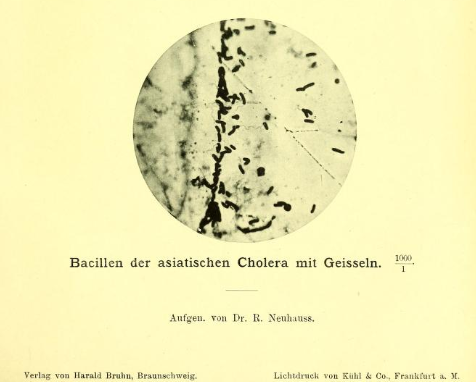 Bacillen der asiatischen Cholera mit Geisseln. 1000/1.
Aufgen. von Dr. R. Neuhauss.
Verlag von Harald Bruhn, Braunschweig. Lichtdruck von Kühl & Co., Frankfurt a. M.